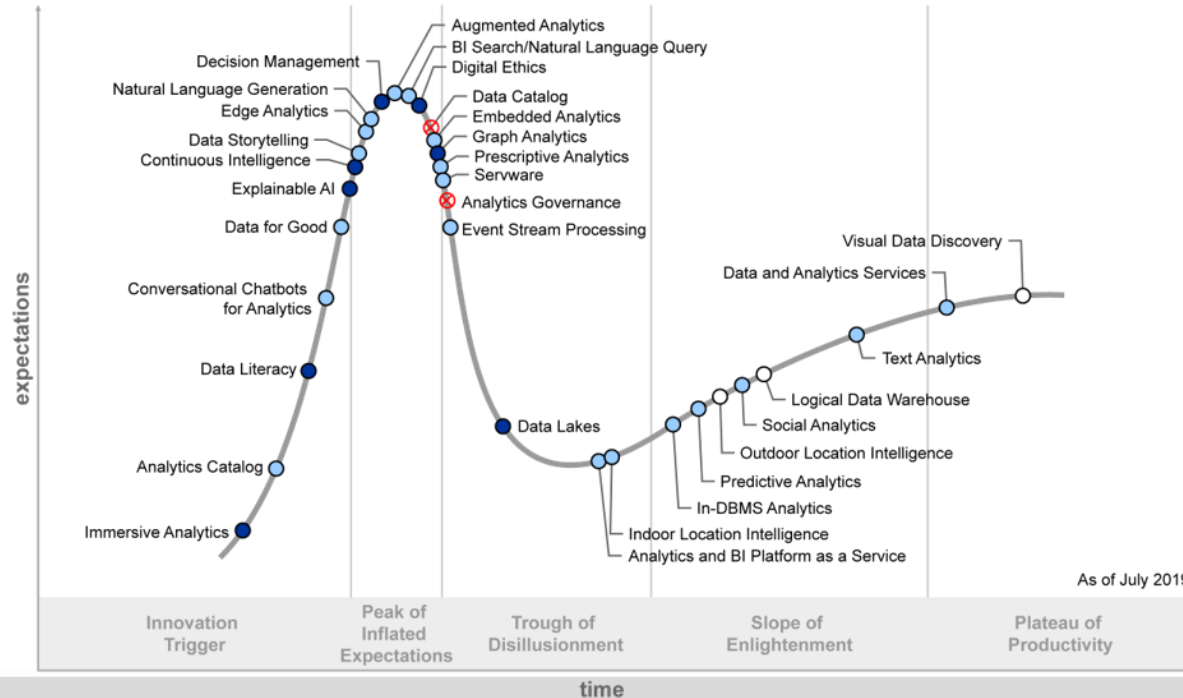 Augmented Analytics
BI Search/Natural Language Query
Decision Management
Digital Ethics
Natural Language Generation
Data Catalog
Edge Analytics
Embedded Analytics
Data Storytelling
Graph Analytics
Continuous Intelligence
Prescriptive Analytics
Servware
Explainable AI
Analytics Governance
Data for Good
Event Stream Processing
Visual Data Discovery
Data and Analytics Services
Conversational Chatbots
for Analytics
Text Analytics
Data Literacy
Logical Data Warehouse
Data Lakes
Social Analytics
Outdoor Location Intelligence
Analytics Catalog
Predictive Analytics
In-DBMS Analytics
Immersive Analytics
Indoor Location Intelligence
Analytics and BI Platform as a Service
expectations
As of July 2019
Innovation
Trigger
Peak of
Inflated
Expectations
Trough of
Disillusionment
Slope of
Enlightenment
Plateau of
Productivity
time